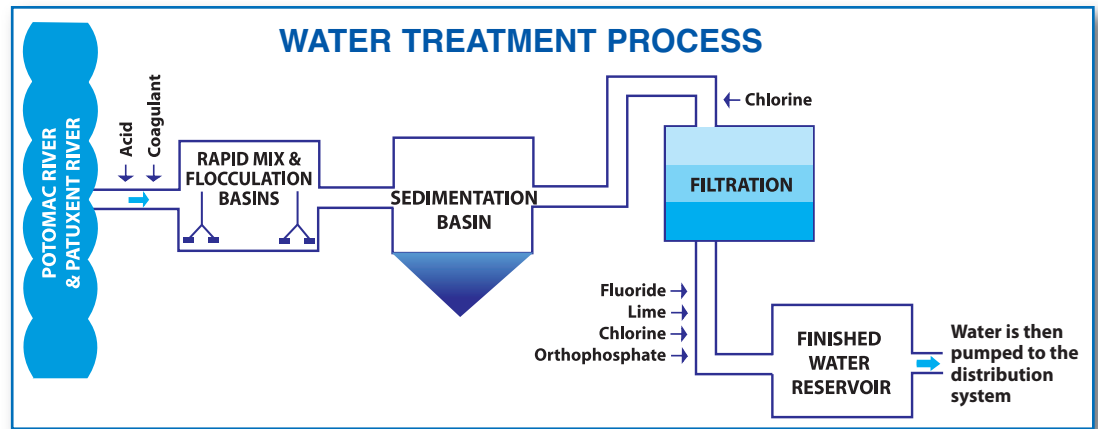 WATER TREATMENT PROCESS
POTOMAC RIVER
& PATUXENT RIVER
Acid
Coagulant
RAPID MIX &
FLOCCULATION
BASINS
SEDIMENTATION
BASIN
Chlorine
FILTRATION
Fluoride
Lime
Chlorine
Orthophosphate
FINISHED
WATER
RESERVOIR
Water is then
pumped to the
distribution
system